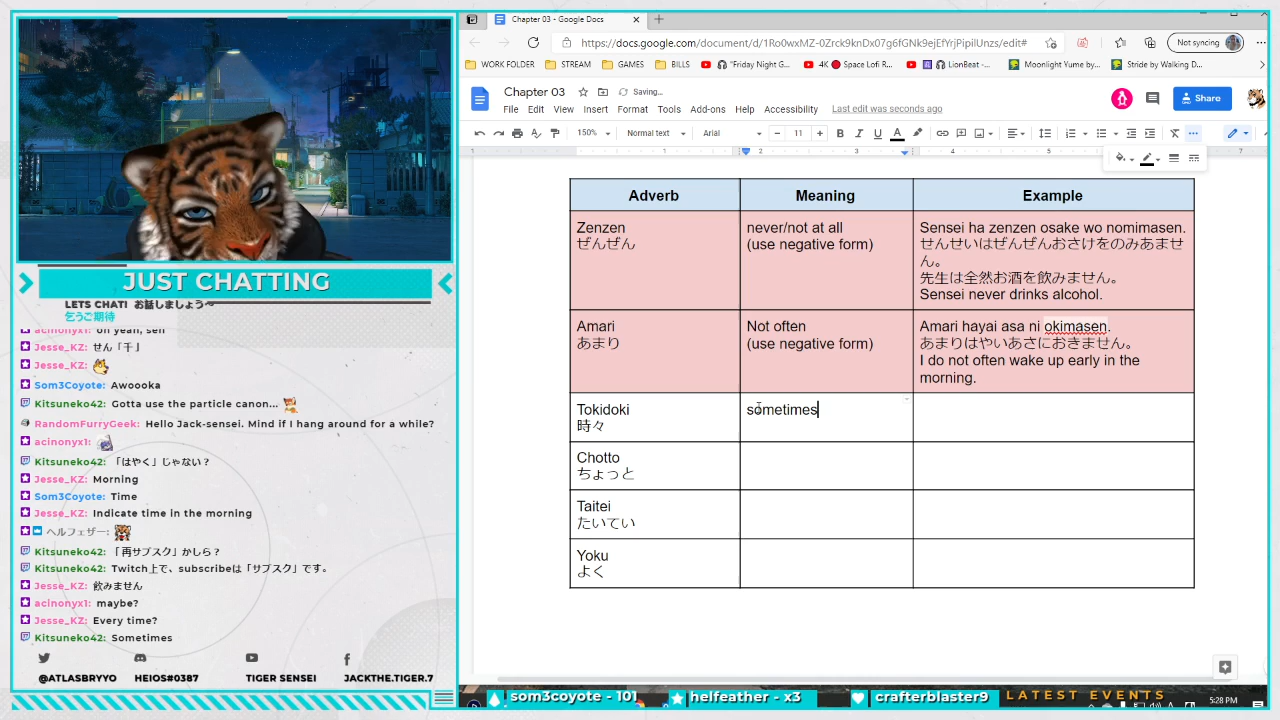 JUST CHATTING
LETS CHAT! お話しましょう〜
乞うご期待
acinonyx1: oh yeah, sen
Jesse_KZ: せん「千」
Jesse_KZ:
Som3Coyote: Awoooka
Kitsuneko42: Gotta use the particle canon...
RandomFurryGeek: Hello Jack-sensei. Mind if I hang around for a while?
acinonyx1:
Kitsuneko42: 「はやく」じゃない？
Jesse_KZ: Morning
Som3Coyote: Time
Jesse_KZ: Indicate time in the morning
ヘルフェザー:
Kitsuneko42: 「再サブスク」かしら？
Kitsuneko42: Twitch上で、subscribeは「サブスク」です。
Jesse_KZ: 飲みません
acinonyx1: maybe?
Jesse_KZ: Every time?
Kitsuneko42: Sometimes
@ATLASBRYYO HEIOS#0387 TIGER SENSEI JACKTHE.TIGER.7
Chapter 03 - Google Docs
Not syncing
WORK FOLDER STREAM GAMES BILLS "Friday Night G... 4K Space Lofi Co... LionBeat -... Moonlight Yume by... Stride by Walking D...
Chapter 03 Saving...
File Edit View Insert Format Tools Add-ons Help Accessibility Last edit was seconds ago
Share
150% Normal text Arial 11 B I U A
1 1 2 3 4 5 7
Adverb Meaning Example
Zenzen
ぜんぜん
never/not at all
(use negative form)
Sensei ha zenzen osake wo nomimasen.
せんせいはぜんぜんおさけをのみませ
ん。
先生は全然お酒を飲みません。
Sensei never drinks alcohol.
Amari
あまり
Not often
(use negative form)
Amari hayai asa ni okimasen.
あまりはやいあさにおきません。
I do not often wake up early in the
morning.
Tokidoki
時々
sometimes
Chotto
ちょっと
Taitei
たいてい
Yoku
よく
som3coyote - 101 helfeather - x3 afterblaster9 LATEST EVENTS
5:28 PM